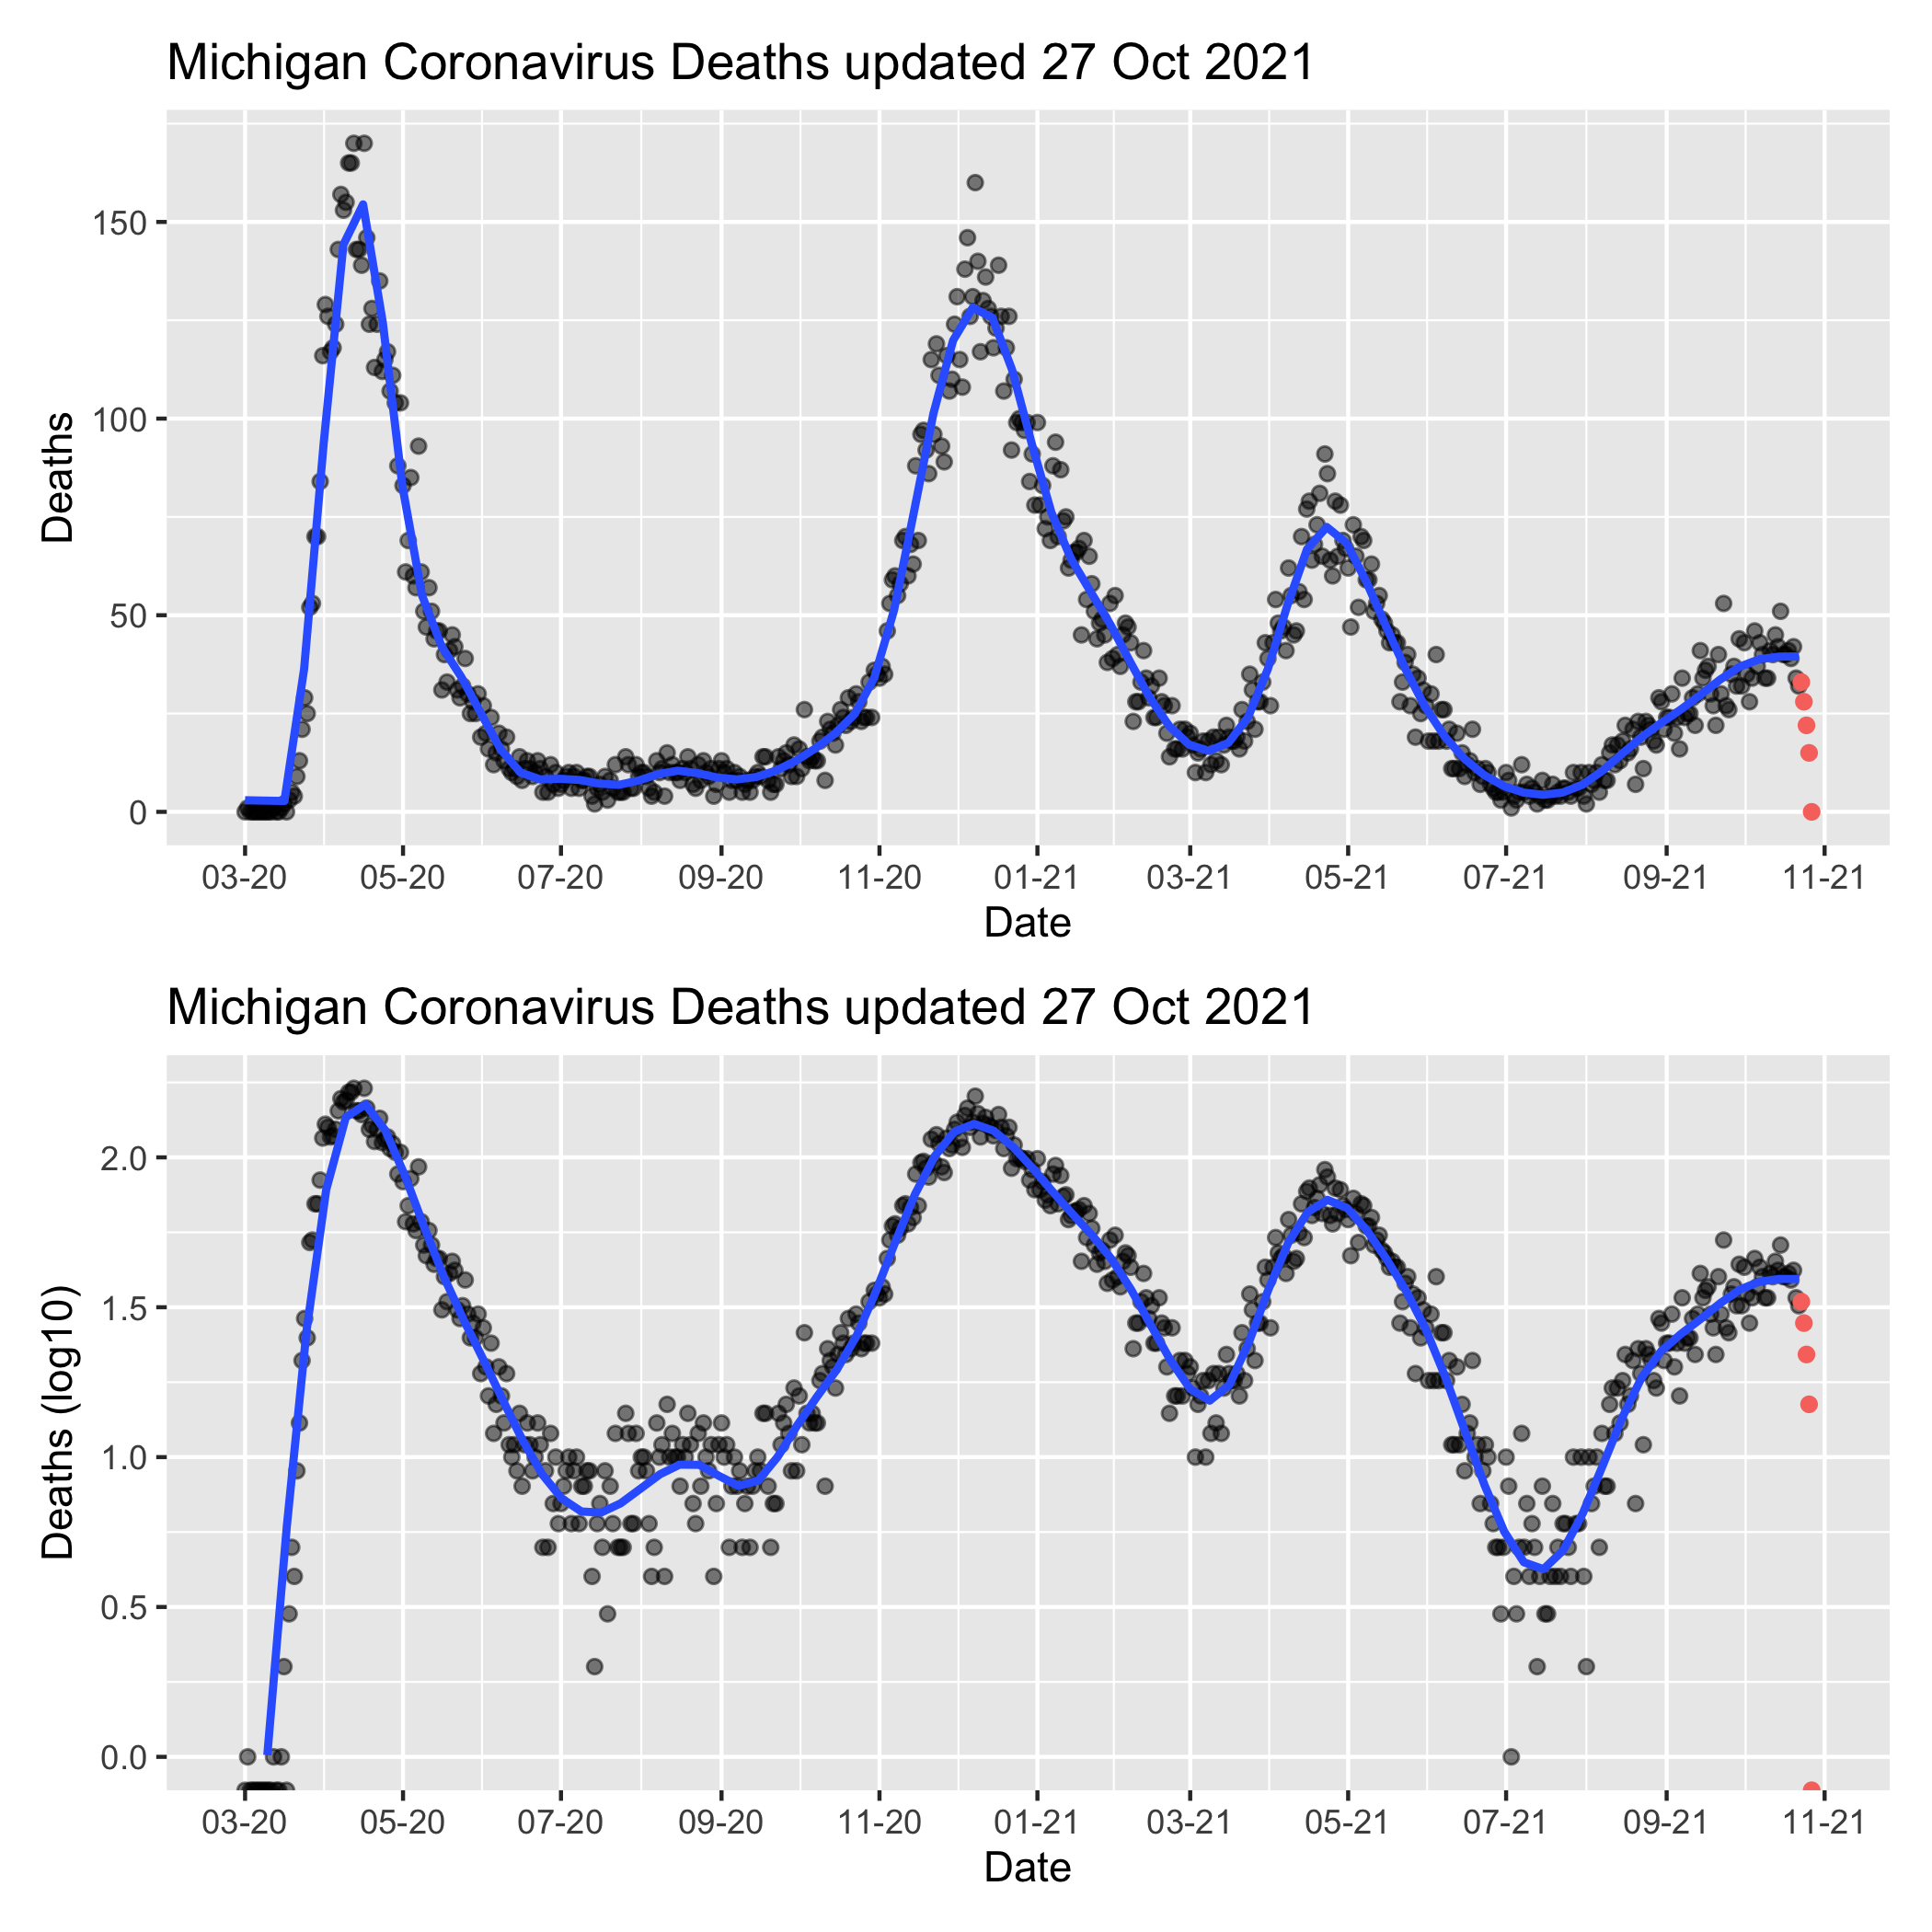 Michigan Coronavirus Deaths updated 27 Oct 2021
150
100
50
0
Deaths
03-20 05-20 07-20 09-20 11-20 01-21 03-21 05-21 07-21 09-21 11-21
Date
Michigan Coronavirus Deaths updated 27 Oct 2021
2.0
1.5
1.0
0.5
0.0
Deaths (log10)
03-20 05-20 07-20 09-20 11-20 01-21 03-21 05-21 07-21 09-21 11-21
Date